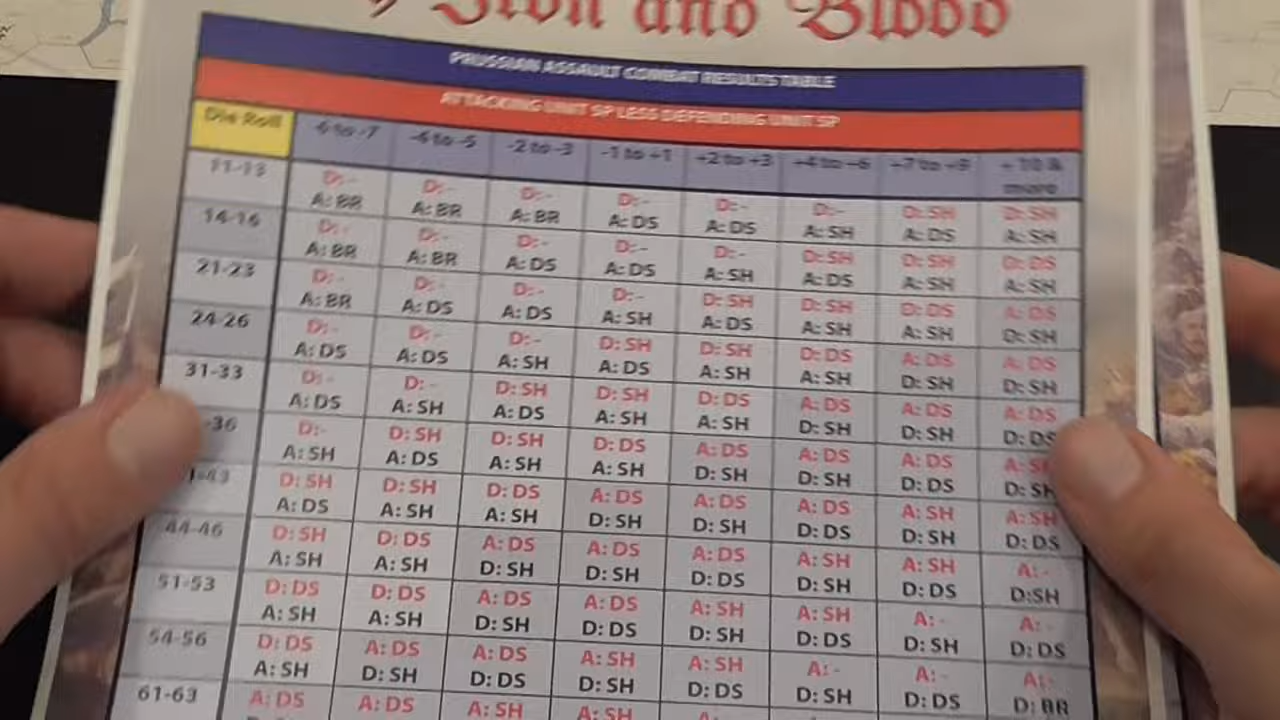 Iron and Blood
PRUSSIAN ASSAULT COMBAT RESULTS TABLE
ATTACKING UNIT SP LESS DEFENDING UNIT SP
Die Roll -6 to -7 -6 to -5 -2 to -3 -1 to +1 +2 to +3 +4 to +6 +7 to +9 + 10 &
more
11-13 D:- D:- D:- D:- D:- D:- D: SH D: SH
A: BR A: BR A: BR A: DS A: DS A: SH A: DS A: SH
14-16 D:- D:- D:- D:- D:- D: SH D: SH D: DS
A: BR A: BR A: DS A: DS A: SH A: DS A: SH A: SH
21-23 D:- D:- D:- D:- D: SH D: SH D: DS A: DS
A: BR A: DS A: DS A: SH A: DS A: SH A: SH D: SH
24-26 D:- D:- D:- D: SH D: SH D: DS A: DS A: DS
A: DS A: DS A: SH A: DS A: SH A: SH D: SH D: SH
31-33 D:- D:- D: SH D: SH D: DS A: DS A: DS A: DS
A: DS A: SH A: DS A: SH A: SH D: SH D: SH D: DS
-36 D:- D: SH D: SH D: DS A: DS A: DS A: DS
A: SH A: DS A: SH A: SH D: SH D: SH D: DS D: SH
-43 D: SH D: SH D: DS A: DS A: DS A: DS A: SH A: SH
A: DS A: SH A: SH D: SH D: SH D: DS D: SH D: DS
44-46 D: SH D: DS A: DS A: DS A: DS A: SH A: SH A:-
A: SH A: SH D: SH D: SH D: DS D: SH D: DS D:SH
51-53 D: DS D: DS A: DS A: DS A: SH A: SH A:- A:-
A: SH A: SH D: SH D: DS D: SH D: DS D: SH D: DS
54-56 D: DS A: DS A: DS A: SH A: SH A:- A:- A:-
A: SH D: SH D: DS D: SH D: DS D: SH D: DS D: BR
61-63 A: DS A: DS A: SH A: SH